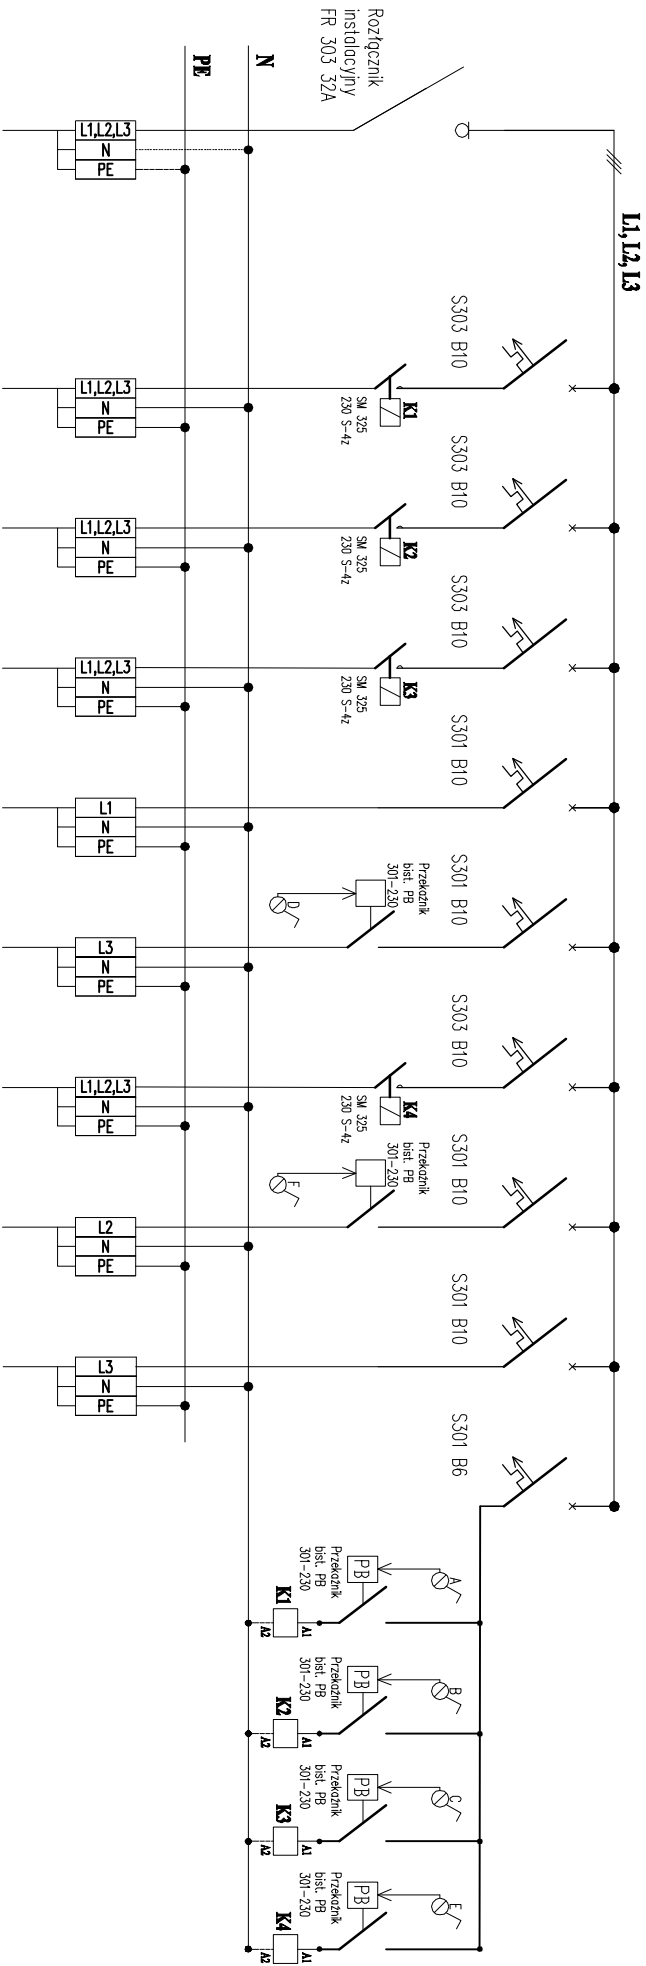 Rozłącznik
instalacyjny
FR 303 32A
L1, L2, L3
N
PE
L1,L2,L3
N
PE
S303 B10
K1
SM 325
230 S-4z
L1,L2,L3
N
PE
S303 B10
K2
SM 325
230 S-4z
L1,L2,L3
N
PE
S303 B10
K3
SM 325
230 S-4z
L1,L2,L3
N
PE
S301 B10
L1
N
PE
S301 B10
Przekaźnik
bist. PB
301-230
D
L3
N
PE
S303 B10
K4
SM 325
230 S-4z
L1,L2,L3
N
PE
S301 B10
Przekaźnik
bist. PB
301-230
F
L2
N
PE
S301 B10
L3
N
PE
S301 B6
A
PB
Przekaźnik
bist. PB
301-230
K1
A1
A2
B
PB
Przekaźnik
bist. PB
301-230
K2
A1
A2
C
PB
Przekaźnik
bist. PB
301-230
K3
A1
A2
E
PB
Przekaźnik
bist. PB
301-230
K4
A1
A2